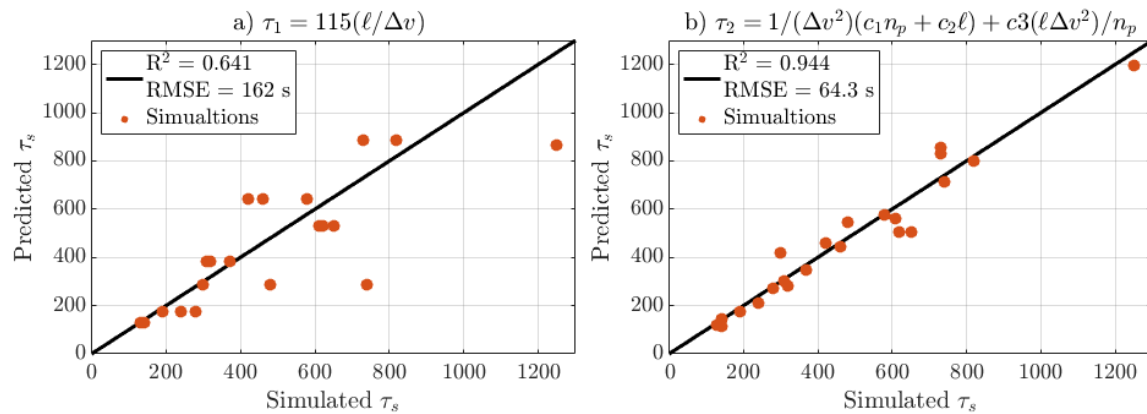 a) τ₁ = 115(ℓ/Δv)
R² = 0.641
RMSE = 162 s
Simualtions
Predicted τₛ
1200
1000
800
600
400
200
0
0 200 400 600 800 1000 1200
Simulated τₛ
b) τ₂ = 1/(Δv²)(c₁nₚ + c₂ℓ) + c3(ℓΔv²)/nₚ
R² = 0.944
RMSE = 64.3 s
Simualtions
Predicted τₛ
1200
1000
800
600
400
200
0
0 200 400 600 800 1000 1200
Simulated τₛ